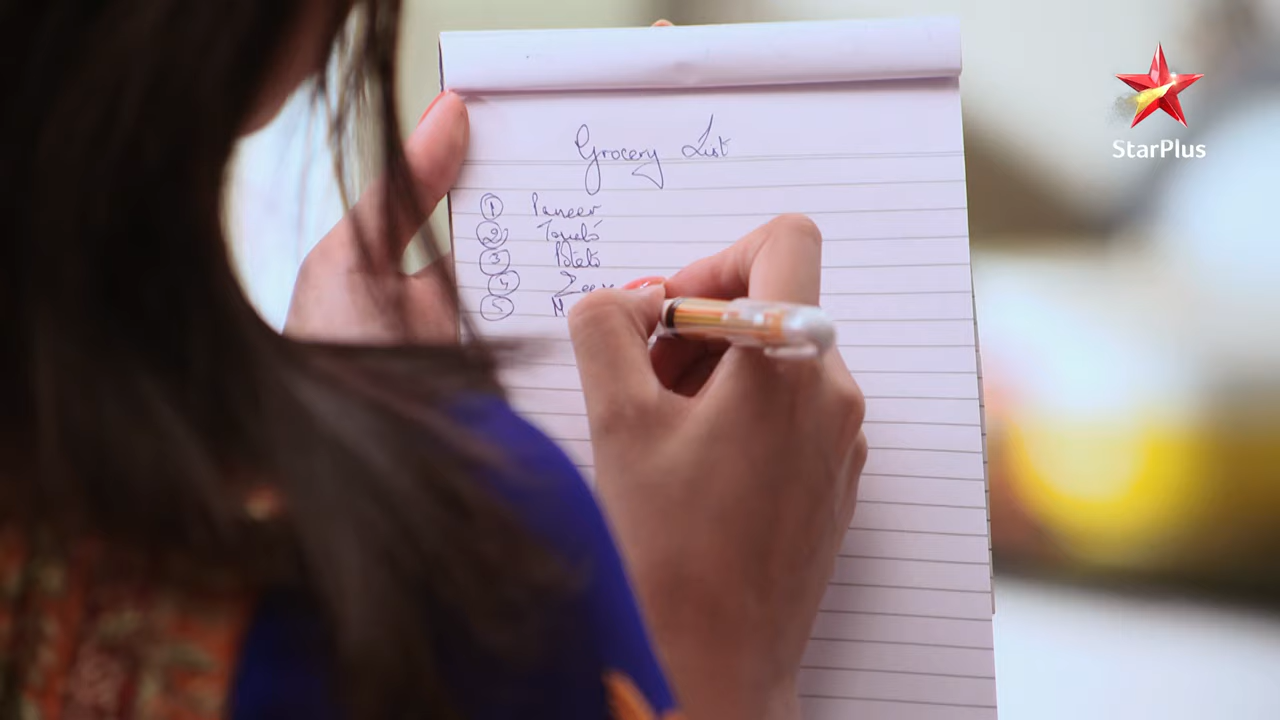 Grocery List
① Paneer
② Tomato
③ Potato
④
⑤
StarPlus